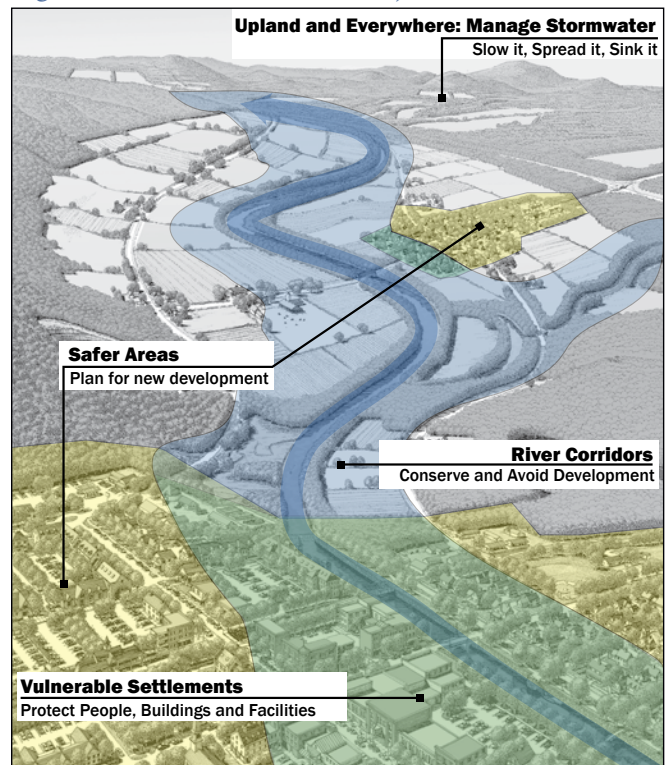 Upland and Everywhere: Manage Stormwater
Slow it, Spread it, Sink it
Safer Areas
Plan for new development
River Corridors
Conserve and Avoid Development
Vulnerable Settlements
Protect People, Buildings and Facilities